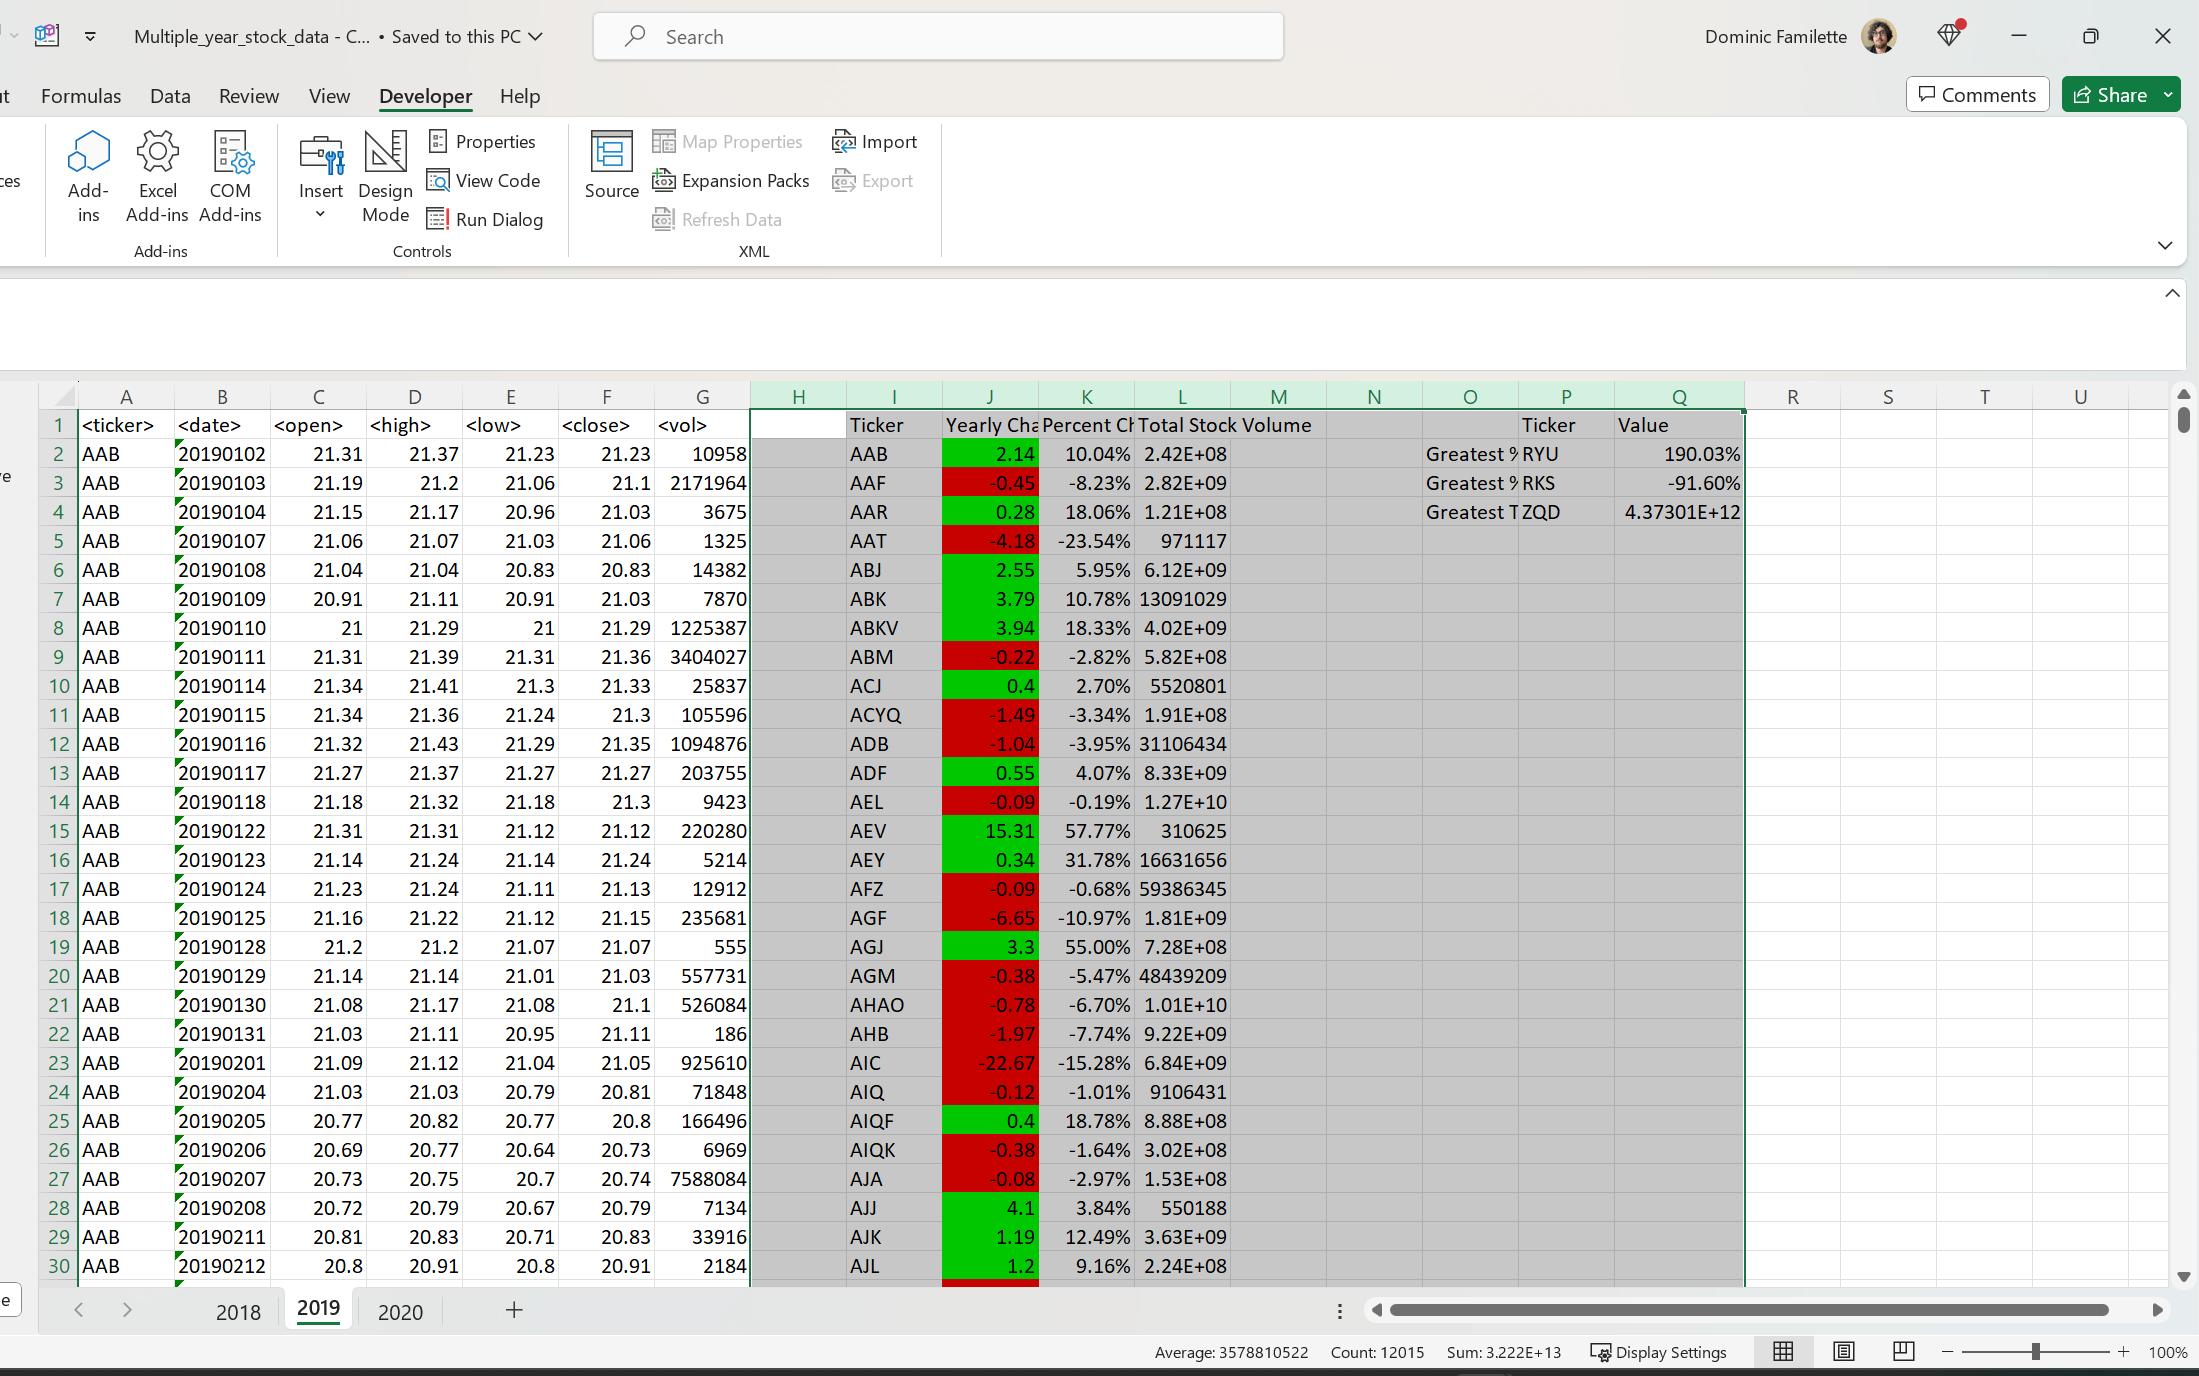 Multiple_year_stock_data - C... • Saved to this PC
Search
Dominic Familette
Formulas Data Review View Developer Help
Comments
Share
Add-ins
Excel Add-ins
COM Add-ins
Add-ins
Insert
Design Mode
Properties
View Code
Run Dialog
Controls
Source
Map Properties
Expansion Packs
Refresh Data
Import
Export
XML
A B C D E F G H I J K L M N O P Q R S T U
1 <ticker> <date> <open> <high> <low> <close> <vol> Ticker Yearly Cha Percent Ch Total Stock Volume Ticker Value
2 AAB 20190102 21.31 21.37 21.23 21.23 10958 AAB 2.14 10.04% 2.42E+08 Greatest % RYU 190.03%
3 AAB 20190103 21.19 21.2 21.06 21.1 2171964 AAF -0.45 -8.23% 2.82E+09 Greatest % RKS -91.60%
4 AAB 20190104 21.15 21.17 20.96 21.03 3675 AAR 0.28 18.06% 1.21E+08 Greatest T ZQD 4.37301E+12
5 AAB 20190107 21.06 21.07 21.03 21.06 1325 AAT -4.18 -23.54% 971117
6 AAB 20190108 21.04 21.04 20.83 20.83 14382 ABJ 2.55 5.95% 6.12E+09
7 AAB 20190109 20.91 21.11 20.91 21.03 7870 ABK 3.79 10.78% 13091029
8 AAB 20190110 21 21.29 21 21.29 1225387 ABKV 3.94 18.33% 4.02E+09
9 AAB 20190111 21.31 21.39 21.31 21.36 3404027 ABM -0.22 -2.82% 5.82E+08
10 AAB 20190114 21.34 21.41 21.3 21.33 25837 ACJ 0.4 2.70% 5520801
11 AAB 20190115 21.34 21.36 21.24 21.3 105596 ACYQ -1.49 -3.34% 1.91E+08
12 AAB 20190116 21.32 21.43 21.29 21.35 1094876 ADB -1.04 -3.95% 31106434
13 AAB 20190117 21.27 21.37 21.27 21.27 203755 ADF 0.55 4.07% 8.33E+09
14 AAB 20190118 21.18 21.32 21.18 21.3 9423 AEL -0.09 -0.19% 1.27E+10
15 AAB 20190122 21.31 21.31 21.12 21.12 220280 AEV 15.31 57.77% 310625
16 AAB 20190123 21.14 21.24 21.14 21.24 5214 AEY 0.34 31.78% 16631656
17 AAB 20190124 21.23 21.24 21.11 21.13 12912 AFZ -0.09 -0.68% 59386345
18 AAB 20190125 21.16 21.22 21.12 21.15 235681 AGF -6.65 -10.97% 1.81E+09
19 AAB 20190128 21.2 21.2 21.07 21.07 555 AGJ 3.3 55.00% 7.28E+08
20 AAB 20190129 21.14 21.14 21.01 21.03 557731 AGM -0.38 -5.47% 48439209
21 AAB 20190130 21.08 21.17 21.08 21.1 526084 AHAO -0.78 -6.70% 1.01E+10
22 AAB 20190131 21.03 21.11 20.95 21.11 186 AHB -1.97 -7.74% 9.22E+09
23 AAB 20190201 21.09 21.12 21.04 21.05 925610 AIC -22.67 -15.28% 6.84E+09
24 AAB 20190204 21.03 21.03 20.79 20.81 71848 AIQ -0.12 -1.01% 9106431
25 AAB 20190205 20.77 20.82 20.77 20.8 166496 AIQF 0.4 18.78% 8.88E+08
26 AAB 20190206 20.69 20.77 20.64 20.73 6969 AIQK -0.38 -1.64% 3.02E+08
27 AAB 20190207 20.73 20.75 20.7 20.74 7588084 AJA -0.08 -2.97% 1.53E+08
28 AAB 20190208 20.72 20.79 20.67 20.79 7134 AJJ 4.1 3.84% 550188
29 AAB 20190211 20.81 20.83 20.71 20.83 33916 AJK 1.19 12.49% 3.63E+09
30 AAB 20190212 20.8 20.91 20.8 20.91 2184 AJL 1.2 9.16% 2.24E+08
2018 2019 2020
Average: 3578810522 Count: 12015 Sum: 3.222E+13 Display Settings 100%